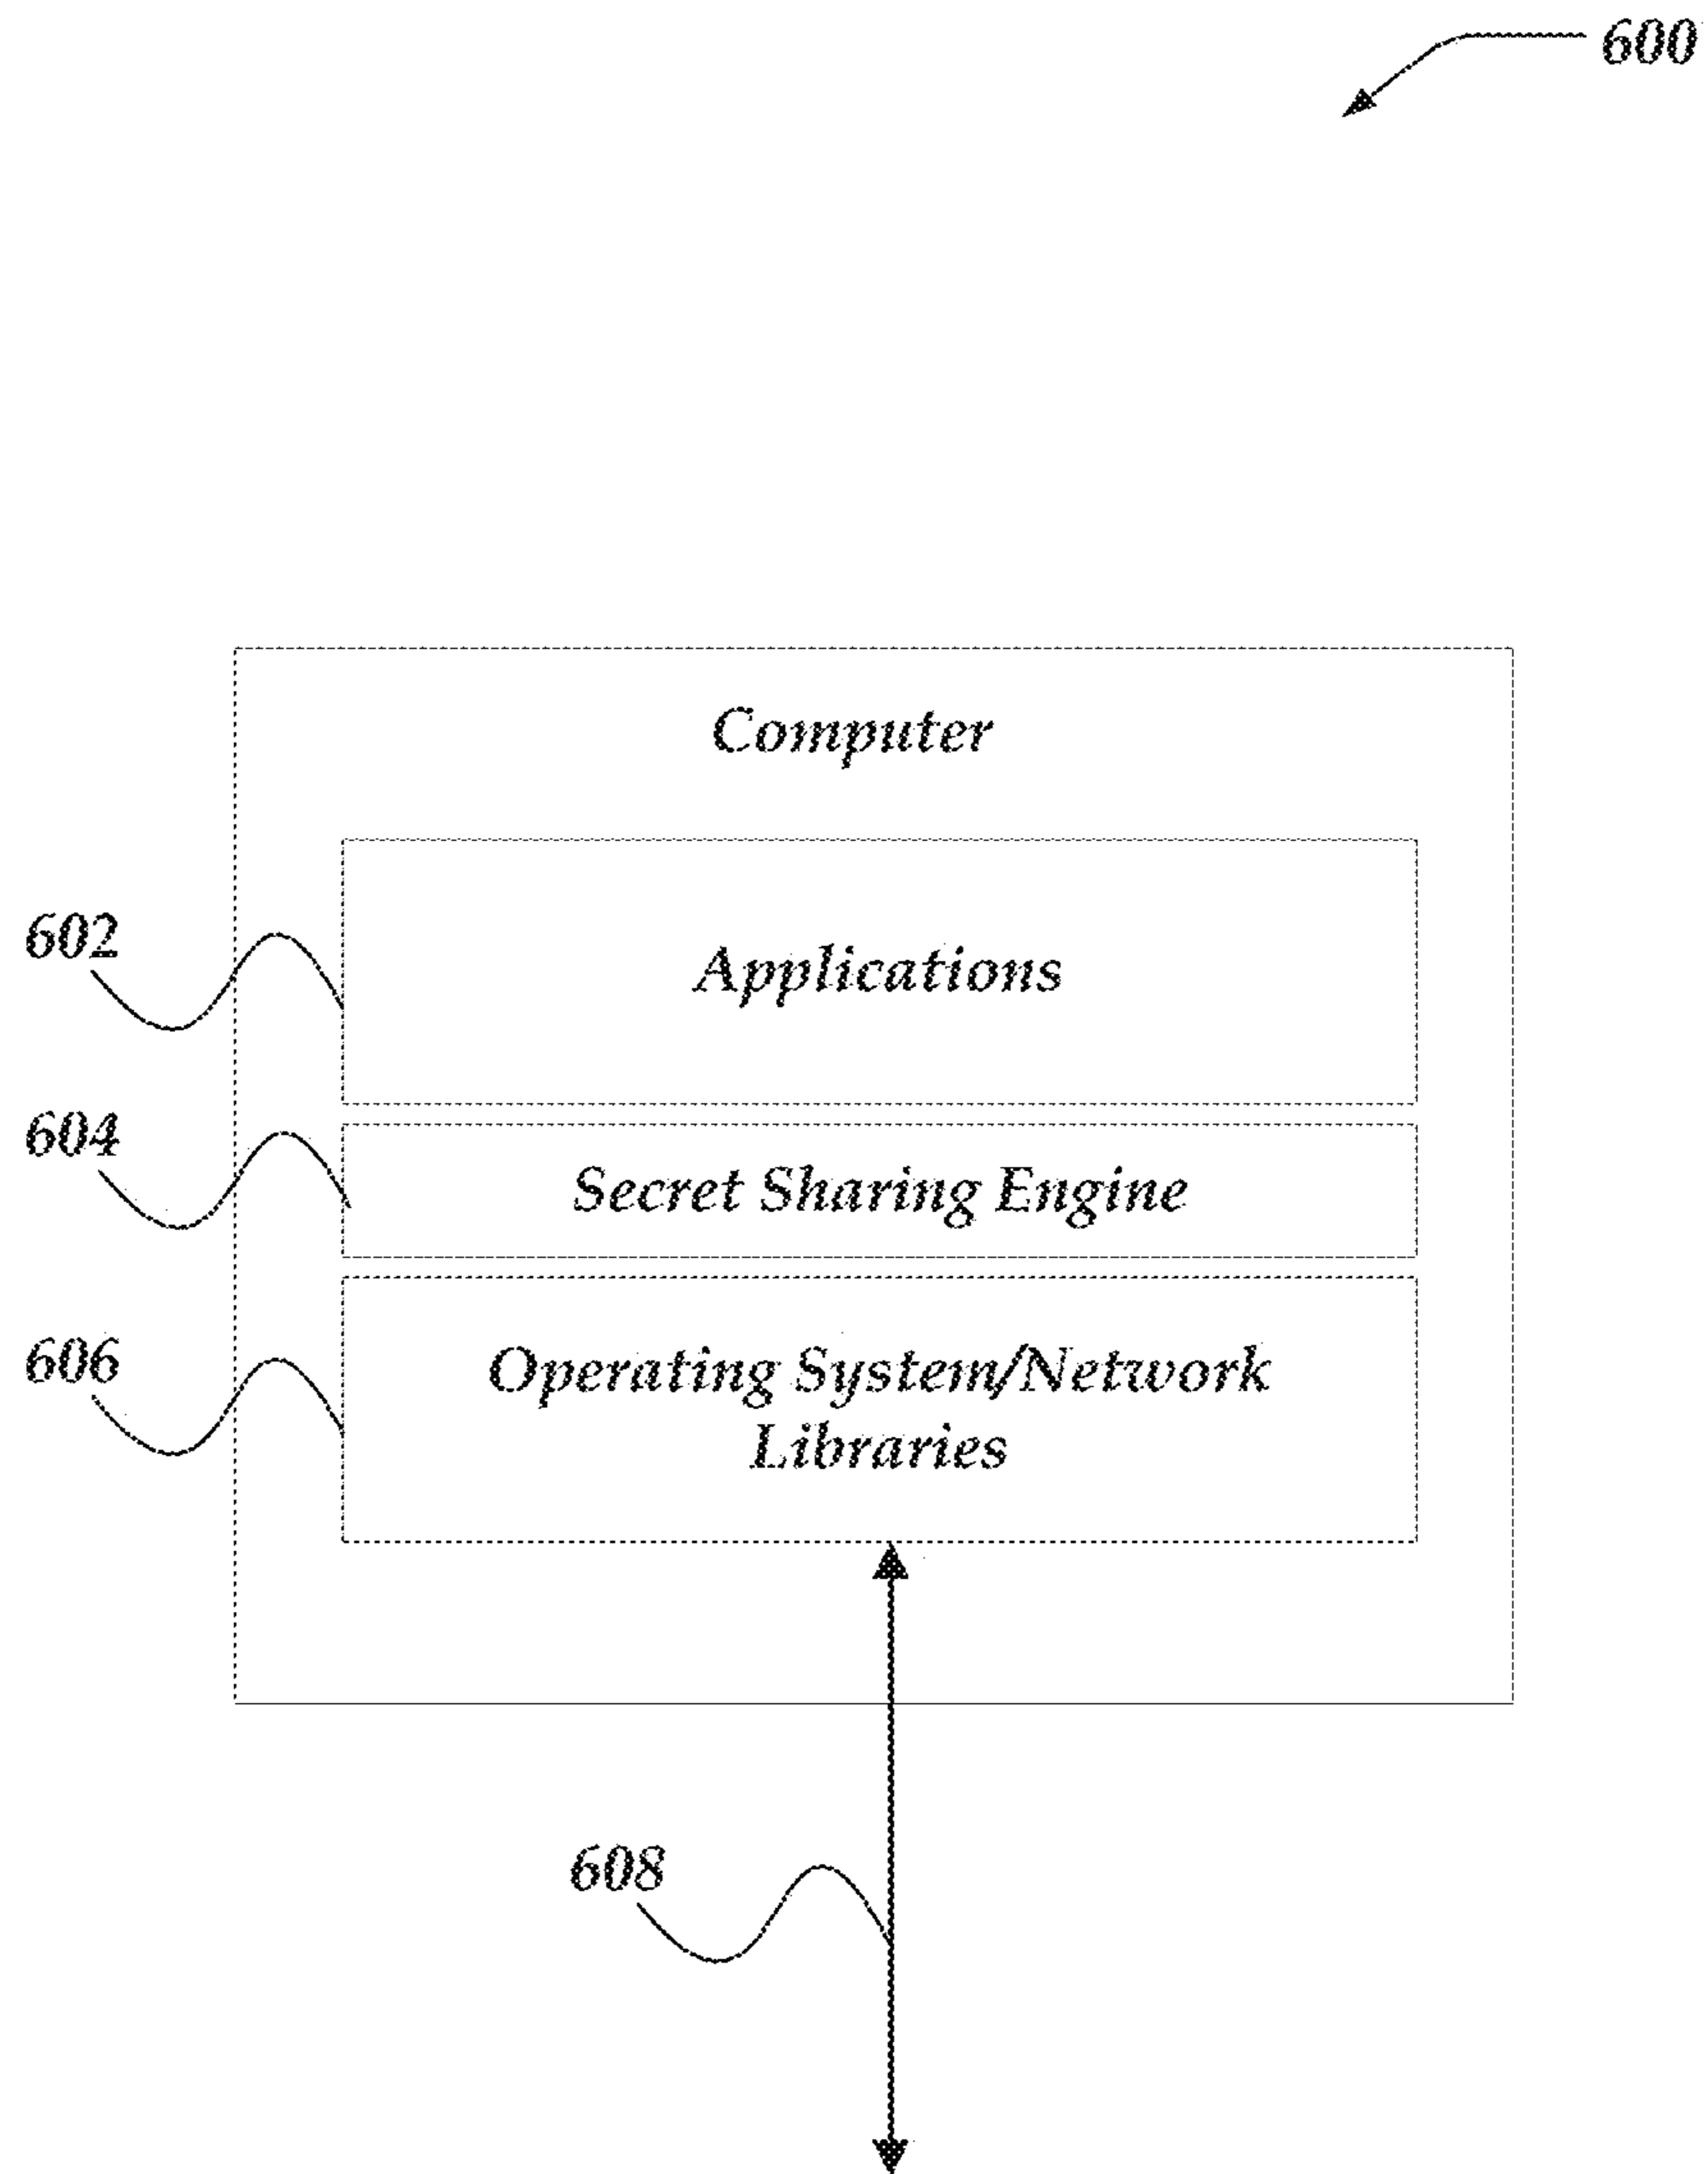 600
Computer
602
Applications
604
Secret Sharing Engine
606
Operating System/Network
Libraries
608